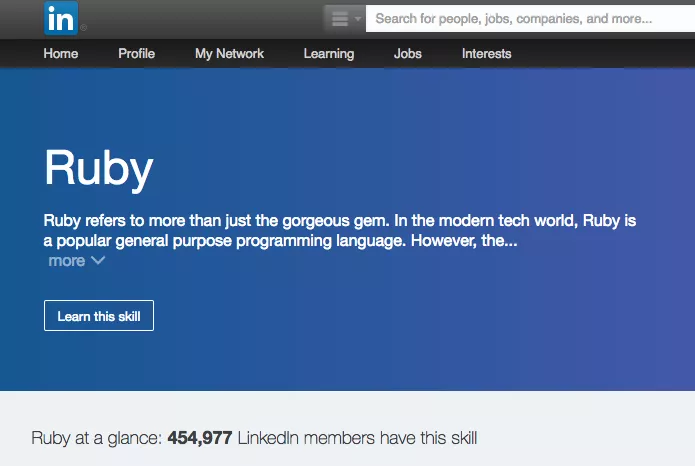 in ®
Search for people, jobs, companies, and more...
Home Profile My Network Learning Jobs Interests
Ruby
Ruby refers to more than just the gorgeous gem. In the modern tech world, Ruby is
a popular general purpose programming language. However, the...
more
Learn this skill
Ruby at a glance: 454,977 LinkedIn members have this skill